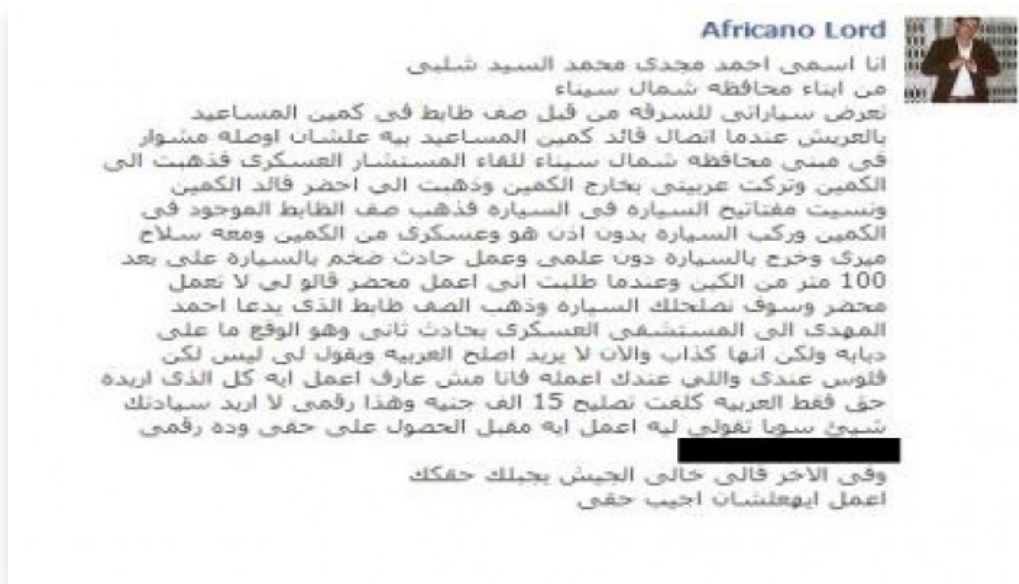 Africano Lord
انا اسمى احمد مجدى محمد السيد شلبى
من ابناء محافظه شمال سيناء
تعرض سياراتى للسرقه من قبل صف ظابط فى كمين المساعيد
بالعريش عندما اتصال قائد كمين المساعيد بيه علشان اوصله مشوار
فى مبنى محافظه شمال سيناء للقاء المستشار العسكرى فذهبت الى
الكمين وتركت عربيتى بخارج الكمين وذهبت الى احضر قائد الكمين
ونسيت مفتاتيح السياره فى السياره فذهب صف الظابط الموجود فى
الكمين وركب السياره بدون اذن هو وعسكرى من الكمين ومعه سلاح
ميرى وخرج بالسياره دون علمى وعمل حادث ضخم بالسياره على بعد
100 متر من الكين وعندما طلبت انى اعمل محضر قالو لى لا تعمل
محضر وسوف نصلحلك السياره وذهب الصف ظابط الذى يدعا احمد
المهدى الى المستشفى العسكرى بحادث ثانى وهو الوقع ما على
دبابه ولكن انها كذاب والان لا يريد اصلح العربيه ويقول لى ليس لكن
فلوس عندى واللى عندك اعمله فانا مش عارف اعمل ايه كل الذى اريده
حق فقط العربيه كلفت تصليح 15 الف جنيه وهذا رقمى لا اريد سيادتك
شيئ سويا تقولى ليه اعمل ايه مقبل الحصول على حقى وده رقمى
وفى الاخر قالى خالى الجيش يجبلك حقكك
اعمل ايهعلشان اجيب حقى